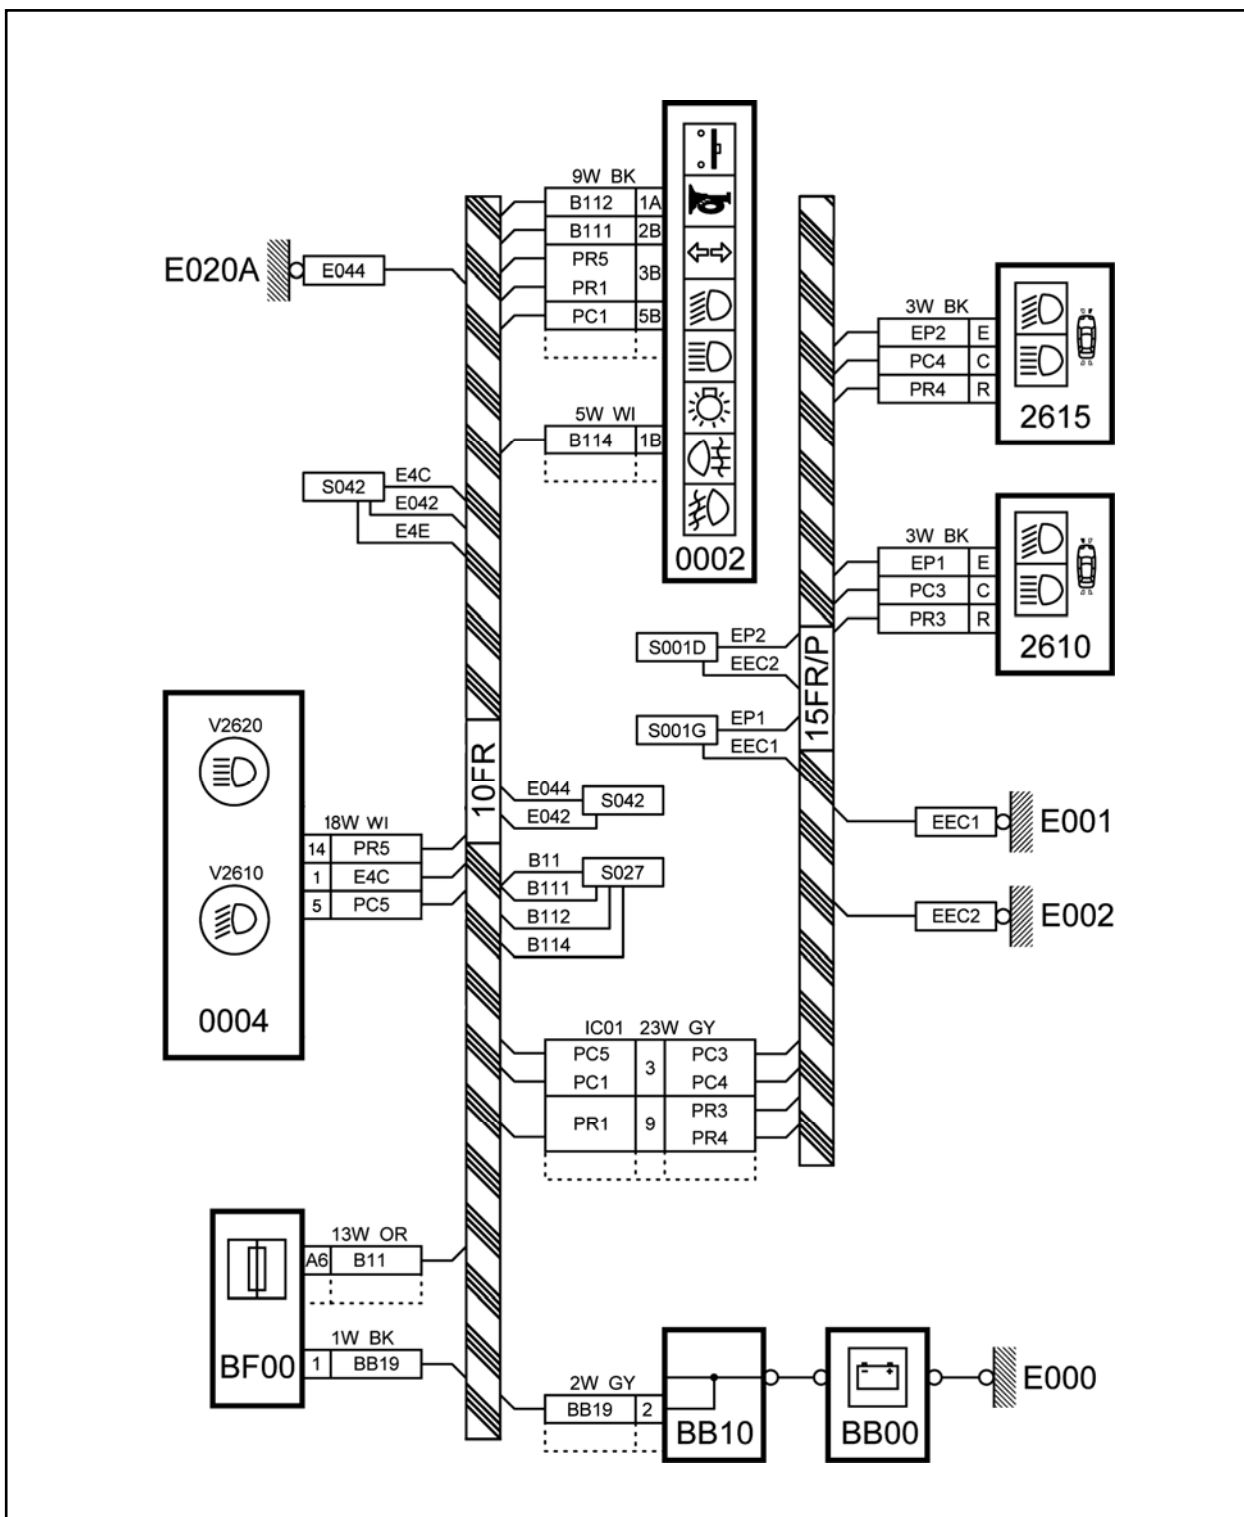 9W BK
B112 1A
B111 2B
PR5
3B
PR1
PC1 5B
E020A E044
5W WI
B114 1B
0002
3W BK
EP2 E
PC4 C
PR4 R
2615
S042 E4C
E042
E4E
3W BK
EP1 E
PC3 C
PR3 R
2610
S001D EP2
EEC2
S001G EP1
EEC1
15FR/P
10FR
V2620
18W WI
14 PR5
1 E4C
5 PC5
V2610
0004
E044 S042
E042
B11 S027
B111
B112
B114
EEC1 E001
EEC2 E002
IC01 23W GY
PC5 3 PC3
PC1 PC4
PR1 9 PR3
PR4
13W OR
A6 B11
1W BK
1 BB19
BF00
2W GY
BB19 2
BB10
BB00
E000